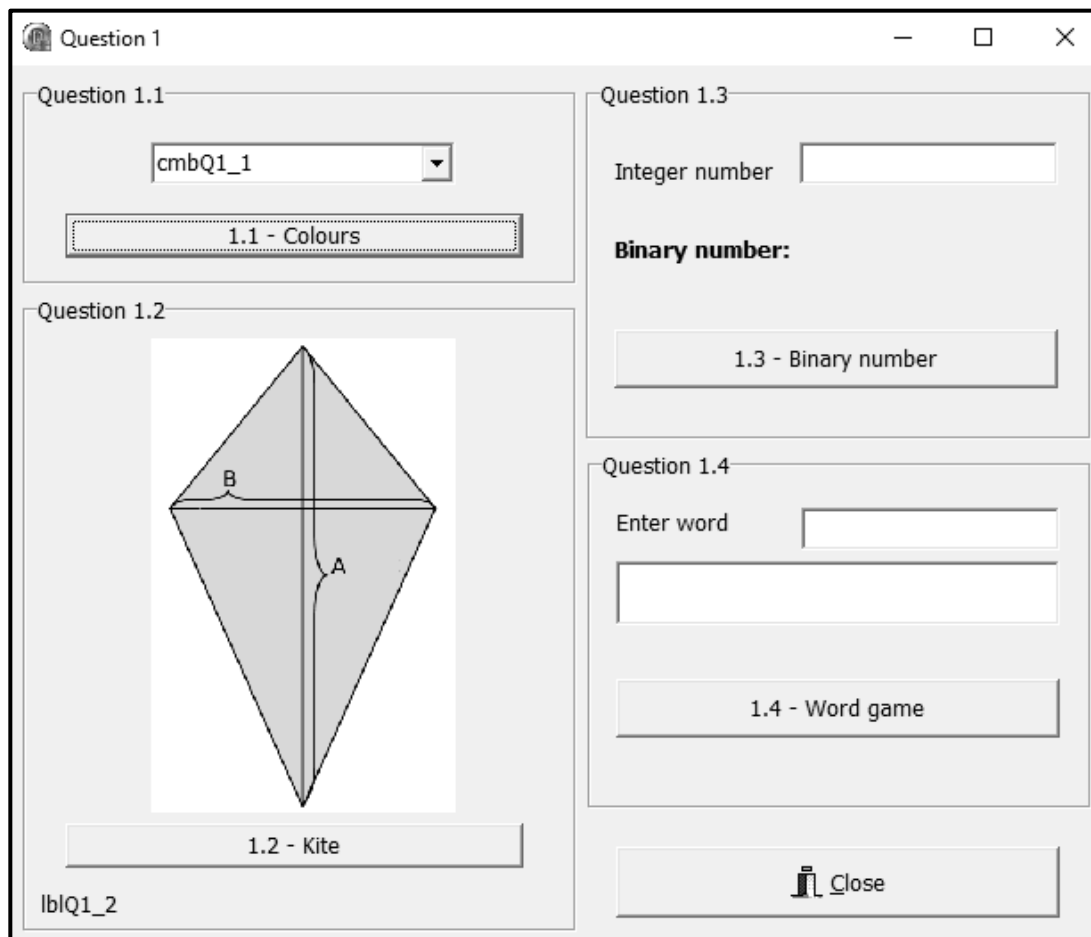 Question 1
Question 1.1
cmbQ1_1
1.1 - Colours
Question 1.2
B
A
1.2 - Kite
lblQ1_2
Question 1.3
Integer number
Binary number:
1.3 - Binary number
Question 1.4
Enter word
1.4 - Word game
Close